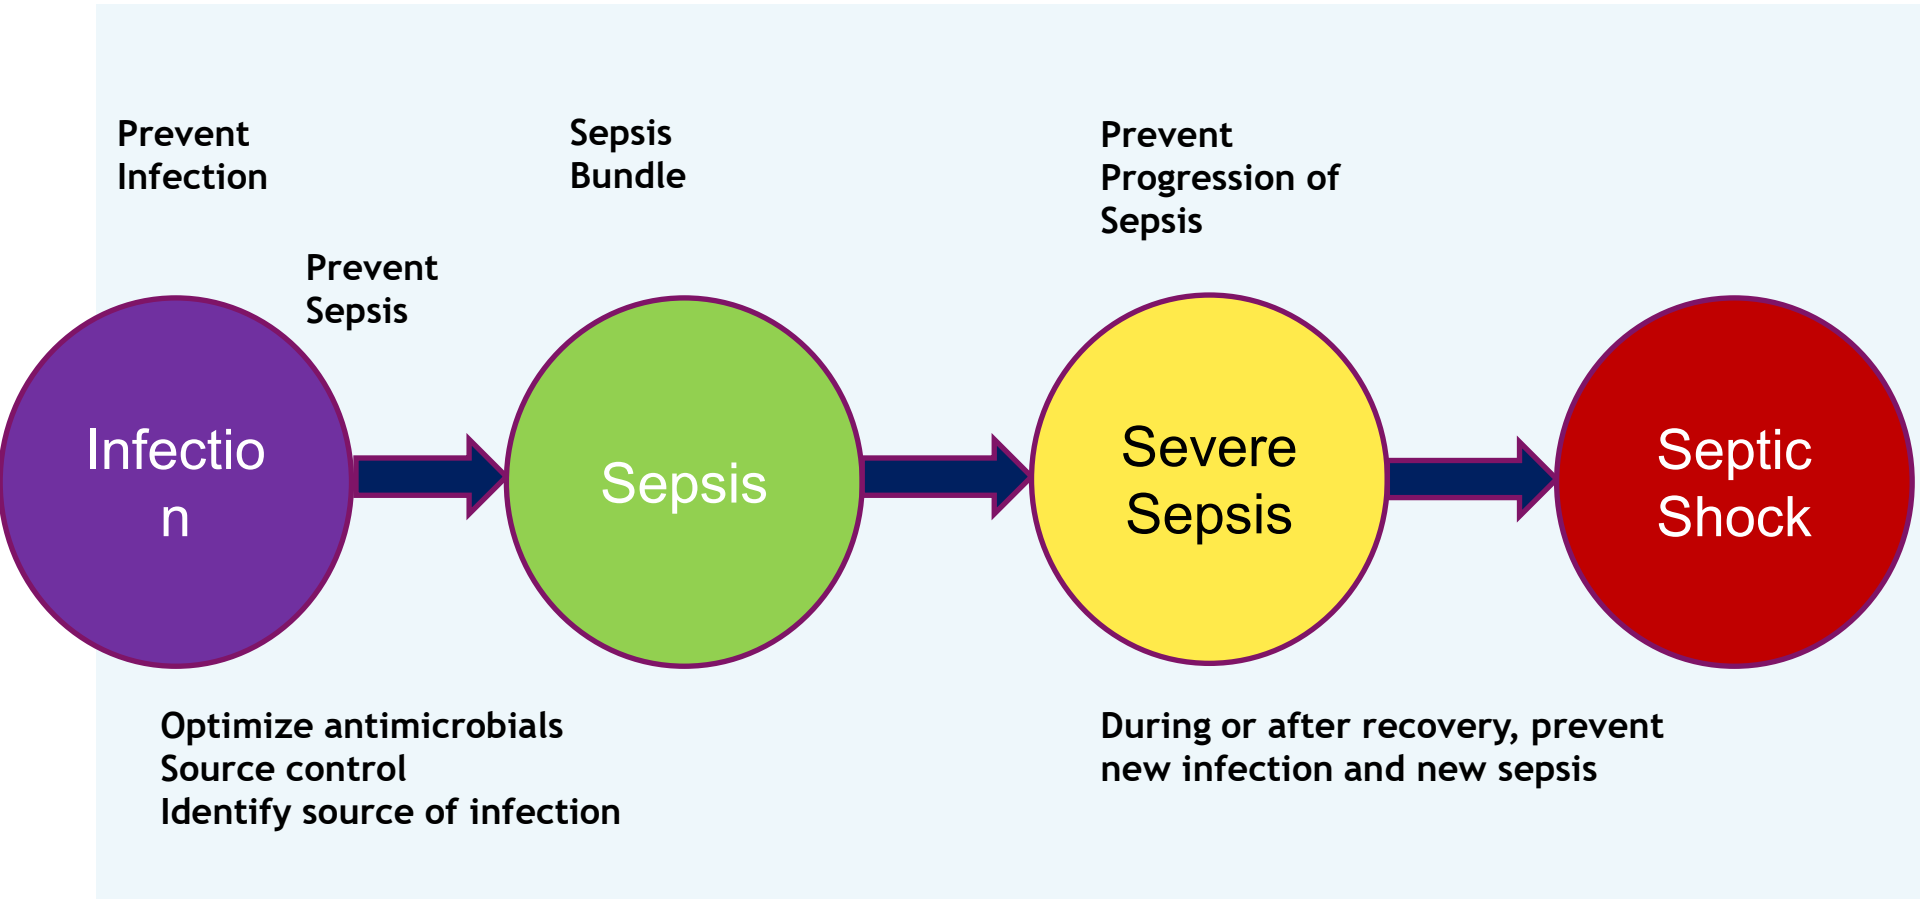 Prevent
Infection
Sepsis
Bundle
Prevent
Progression of
Sepsis
Prevent
Sepsis
Infectio
n
Sepsis
Severe
Sepsis
Septic
Shock
Optimize antimicrobials
Source control
Identify source of infection
During or after recovery, prevent
new infection and new sepsis